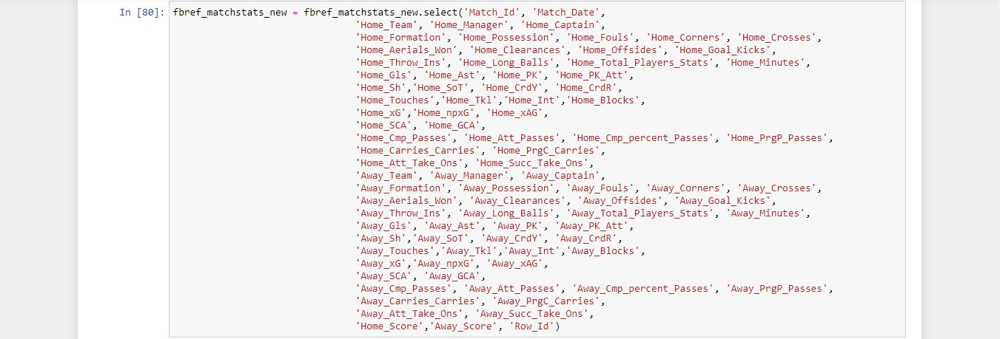 In [80]: fbref_matchstats_new = fbref_matchstats_new.select('Match_Id', 'Match_Date',
'Home_Team', 'Home_Manager', 'Home_Captain',
'Home_Formation', 'Home_Possession', 'Home_Fouls', 'Home_Corners', 'Home_Crosses',
'Home_Aerials_Won', 'Home_Clearances', 'Home_Offsides', 'Home_Goal_Kicks',
'Home_Throw_Ins', 'Home_Long_Balls', 'Home_Total_Players_Stats', 'Home_Minutes',
'Home_Gls', 'Home_Ast', 'Home_PK', 'Home_PK_Att',
'Home_Sh','Home_SoT', 'Home_CrdY', 'Home_CrdR',
'Home_Touches','Home_Tkl','Home_Int','Home_Blocks',
'Home_xG','Home_npxG', 'Home_xAG',
'Home_SCA', 'Home_GCA',
'Home_Cmp_Passes', 'Home_Att_Passes', 'Home_Cmp_percent_Passes', 'Home_PrgP_Passes',
'Home_Carries_Carries', 'Home_PrgC_Carries',
'Home_Att_Take_Ons', 'Home_Succ_Take_Ons',
'Away_Team', 'Away_Manager', 'Away_Captain',
'Away_Formation', 'Away_Possession', 'Away_Fouls', 'Away_Corners', 'Away_Crosses',
'Away_Aerials_Won', 'Away_Clearances', 'Away_Offsides', 'Away_Goal_Kicks',
'Away_Throw_Ins', 'Away_Long_Balls', 'Away_Total_Players_Stats', 'Away_Minutes',
'Away_Gls', 'Away_Ast', 'Away_PK', 'Away_PK_Att',
'Away_Sh','Away_SoT', 'Away_CrdY', 'Away_CrdR',
'Away_Touches','Away_Tkl','Away_Int','Away_Blocks',
'Away_xG','Away_npxG', 'Away_xAG',
'Away_SCA', 'Away_GCA',
'Away_Cmp_Passes', 'Away_Att_Passes', 'Away_Cmp_percent_Passes', 'Away_PrgP_Passes',
'Away_Carries_Carries', 'Away_PrgC_Carries',
'Away_Att_Take_Ons', 'Away_Succ_Take_Ons',
'Home_Score','Away_Score', 'Row_Id')